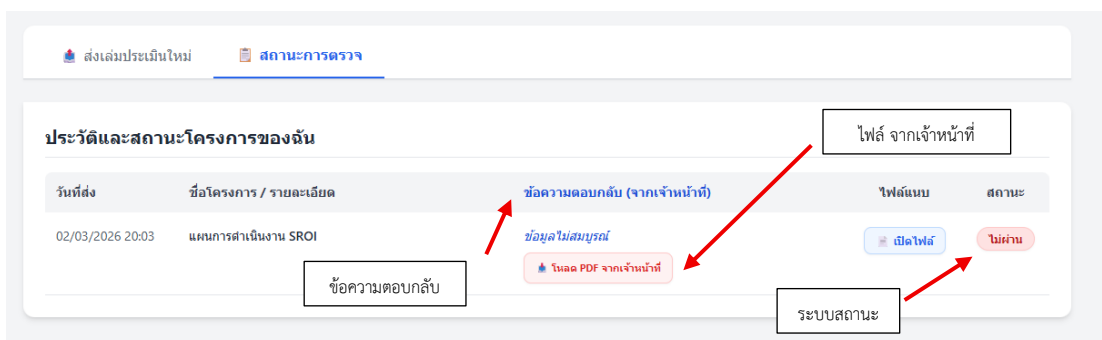 ส่งเล่มประเมินใหม่ สถานะการตรวจ
ประวัติและสถานะโครงการของฉัน
ไฟล์ จากเจ้าหน้าที่
วันที่ส่ง ชื่อโครงการ / รายละเอียด ข้อความตอบกลับ (จากเจ้าหน้าที่) ไฟล์แนบ สถานะ
02/03/2026 20:03 แผนการดำเนินงาน SROI ข้อมูลไม่สมบูรณ์ เปิดไฟล์ ไม่ผ่าน
โหลด PDF จากเจ้าหน้าที่
ข้อความตอบกลับ
ระบบสถานะ